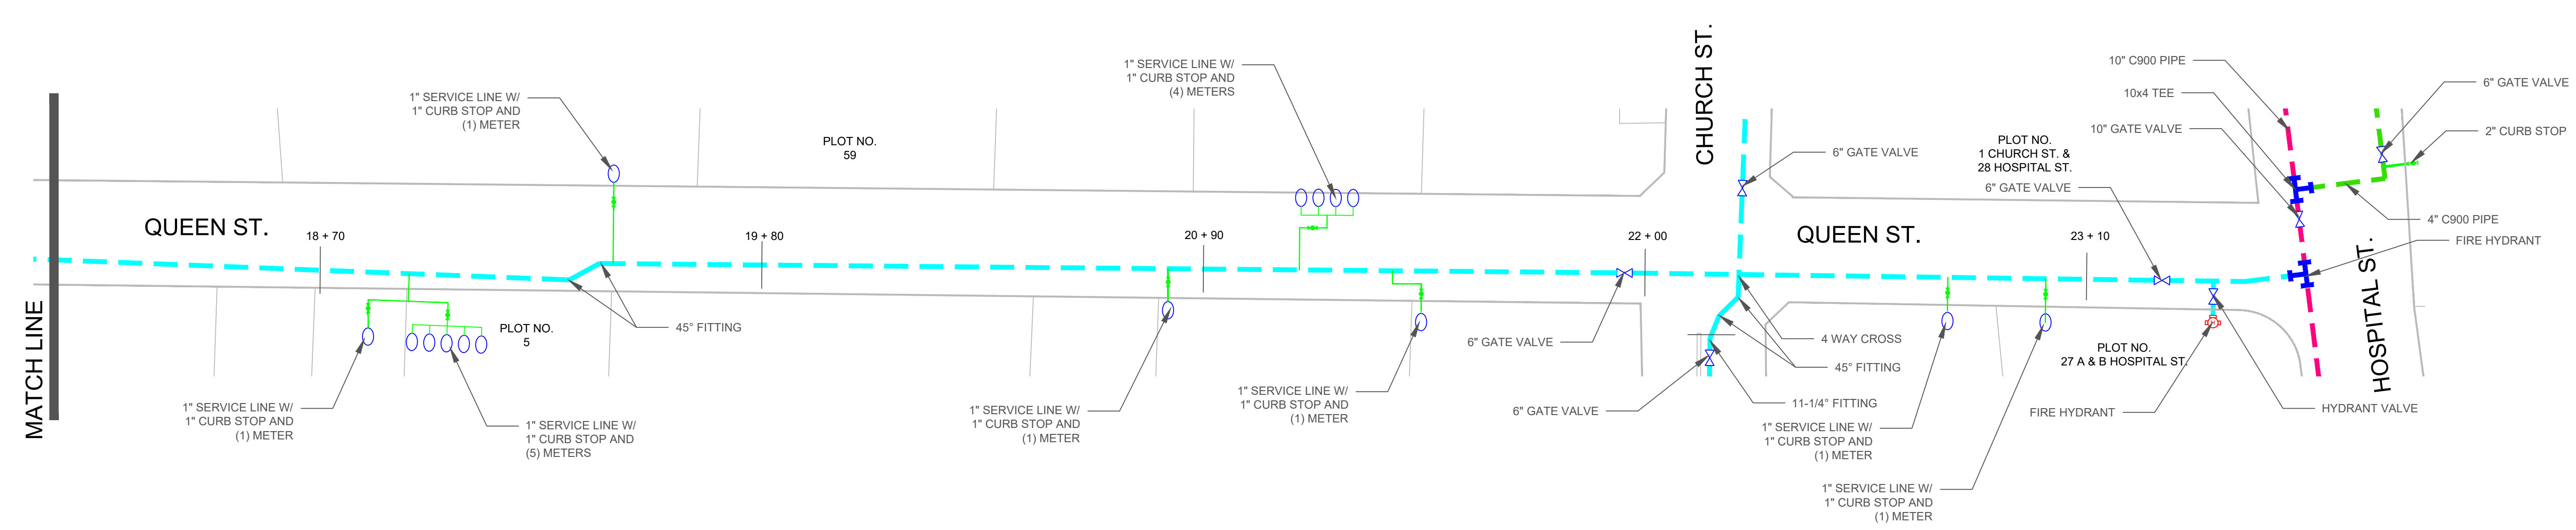 CHURCH ST.
10" C900 PIPE
1" SERVICE LINE W/
1" CURB STOP AND
(4) METERS
6" GATE VALVE
10x4 TEE
1" SERVICE LINE W/
1" CURB STOP AND
(1) METER
10" GATE VALVE
2" CURB STOP
PLOT NO.
59
PLOT NO.
1 CHURCH ST. &
28 HOSPITAL ST.
6" GATE VALVE
6" GATE VALVE
4" C900 PIPE
QUEEN ST.
18 + 70
19 + 80
20 + 90
22 + 00
QUEEN ST.
23 + 10
FIRE HYDRANT
HOSPITAL ST.
MATCH LINE
PLOT NO.
5
45° FITTING
6" GATE VALVE
4 WAY CROSS
45° FITTING
PLOT NO.
27 A & B HOSPITAL ST.
1" SERVICE LINE W/
1" CURB STOP AND
(1) METER
1" SERVICE LINE W/
1" CURB STOP AND
(5) METERS
1" SERVICE LINE W/
1" CURB STOP AND
(1) METER
1" SERVICE LINE W/
1" CURB STOP AND
(1) METER
6" GATE VALVE
11-1/4° FITTING
FIRE HYDRANT
HYDRANT VALVE
1" SERVICE LINE W/
1" CURB STOP AND
(1) METER
1" SERVICE LINE W/
1" CURB STOP AND
(1) METER